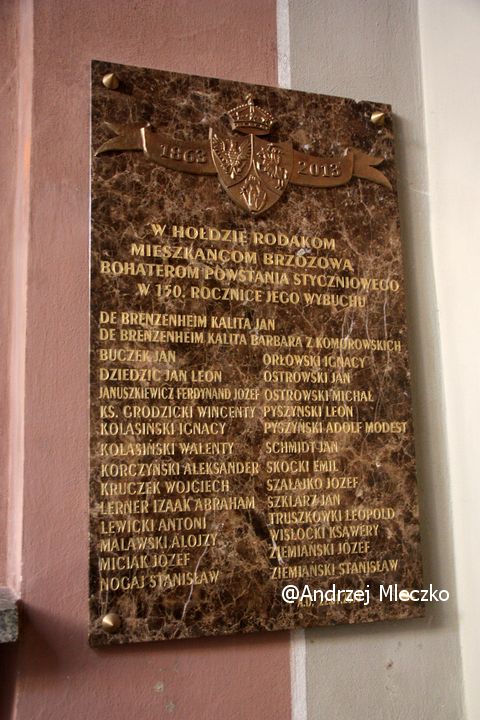 1863 2013
W HOŁDZIE RODAKOM
MIESZKAŃCOM BRZOZOWA
BOHATEROM POWSTANIA STYCZNIOWEGO
W 150. ROCZNICĘ JEGO WYBUCHU
DE BRENZENHEIM KALITA JAN
DE BRENZENHEIM KALITA BARBARA Z KOMOROWSKICH
BUCZEK JAN
DZIEDZIC JAN LEON
JANUSZKIEWICZ FERDYNAND JOZEF
KS. GRODZICKI WINCENTY
KOLASIŃSKI IGNACY
KOLASIŃSKI WALENTY
KORCZYŃSKI ALEKSANDER
KRUCZEK WOJCIECH
LERNER IZAAK ABRAHAM
LEWICKI ANTONI
MALAWSKI ALOJZY
MICIAK JÓZEF
NOGAJ STANISŁAW
ORŁOWSKI IGNACY
OSTROWSKI JAN
OSTROWSKI MICHAŁ
PYSZYŃSKI LEON
PYSZYŃSKI ADOLF MODEST
SCHMIDT JAN
SKOCKI EMIL
SZAŁAJKO JÓZEF
SZKLARZ JAN
TRUSZKOWSKI LEOPOLD
WISŁOCKI KSAWERY
ZIEMIAŃSKI JÓZEF
ZIEMIAŃSKI STANISŁAW
@Andrzej Mleczko